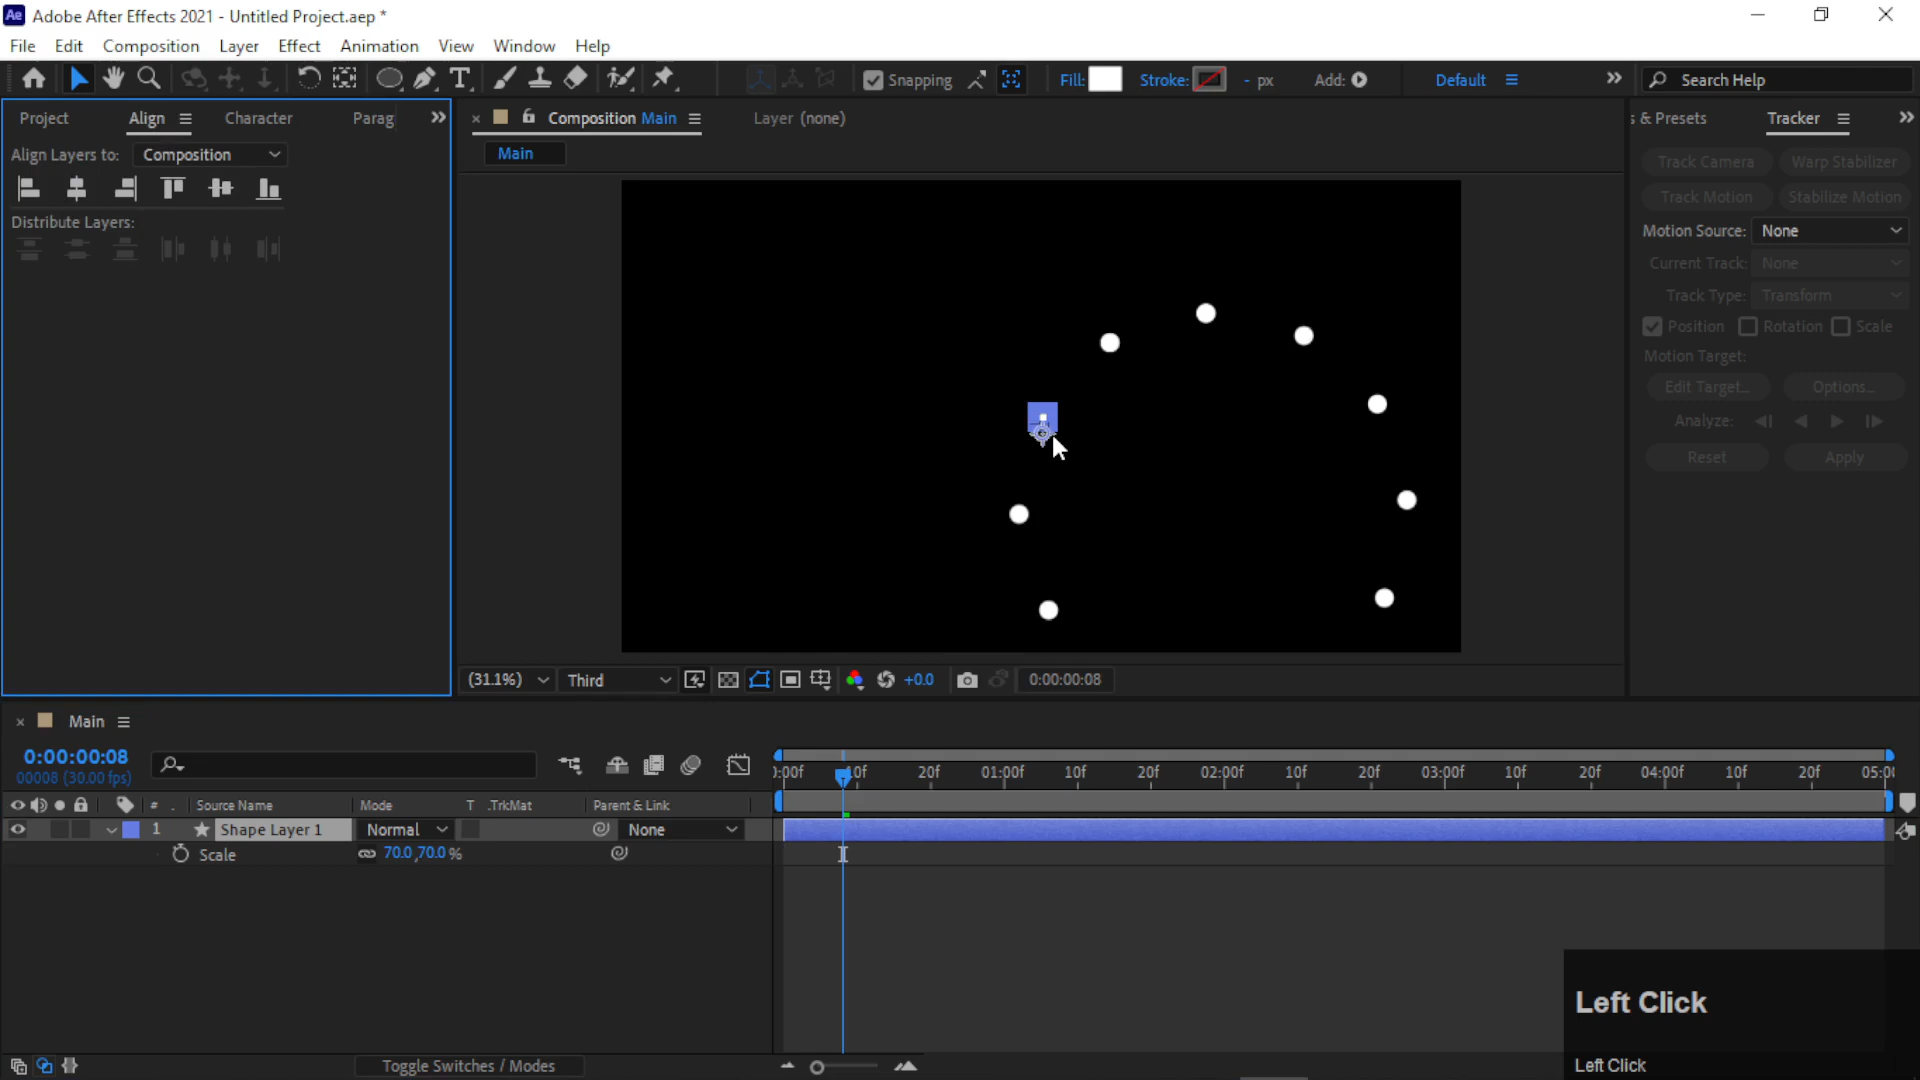 Ae Adobe After Effects 2021 - Untitled Project.aep *
File Edit Composition Layer Effect Animation View Window Help
Snapping Fill: Stroke: - px Add: Default Search Help
Project Align Character Parag
Composition Main Layer (none)
s & Presets Tracker
Align Layers to: Composition
Main
Track Camera Warp Stabilizer
Track Motion Stabilize Motion
Distribute Layers:
Motion Source: None
Current Track: None
Track Type: Transform
Position Rotation Scale
Motion Target:
Edit Target... Options...
Analyze:
Reset Apply
(31.1%) Third +0.0 0:00:00:08
Main
0:00:00:08
00008 (30.00 fps)
):00f 10f 20f 01:00f 10f 20f 02:00f 10f 20f 03:00f 10f 20f 04:00f 10f 20f 05:0(
# . Source Name Mode T .TrkMat Parent & Link
1 Shape Layer 1 Normal None
Scale 70.0,70.0 %
Left Click
Toggle Switches / Modes
Left Click